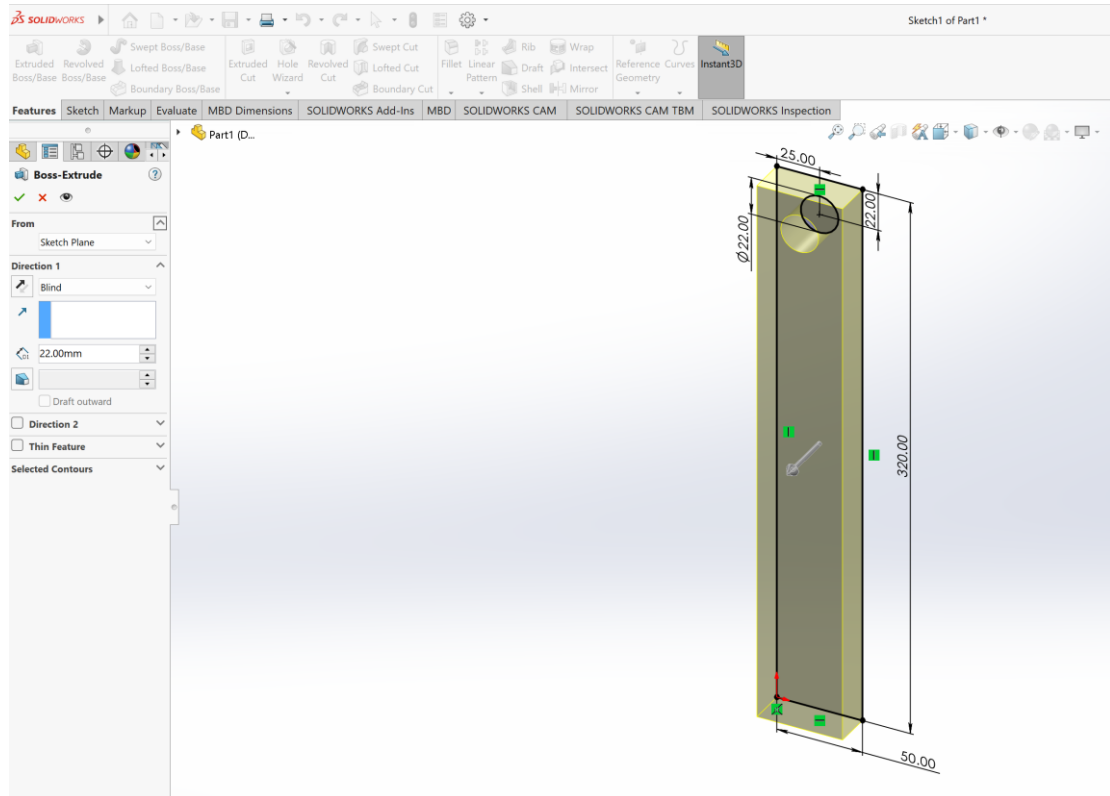 SOLIDWORKS
Sketch1 of Part1 *
Extruded Boss/Base
Revolved Boss/Base
Swept Boss/Base
Lofted Boss/Base
Boundary Boss/Base
Extruded Cut
Hole Wizard
Revolved Cut
Swept Cut
Lofted Cut
Boundary Cut
Fillet
Linear Pattern
Rib
Draft
Shell
Wrap
Intersect
Mirror
Reference Geometry
Curves
Instant3D
Features Sketch Markup Evaluate MBD Dimensions SOLIDWORKS Add-Ins MBD SOLIDWORKS CAM SOLIDWORKS CAM TBM SOLIDWORKS Inspection
Part1 (D...
Boss-Extrude
From
Sketch Plane
Direction 1
Blind
22.00mm
Draft outward
Direction 2
Thin Feature
Selected Contours
25.00
22.00
Ø22.00
320.00
50.00